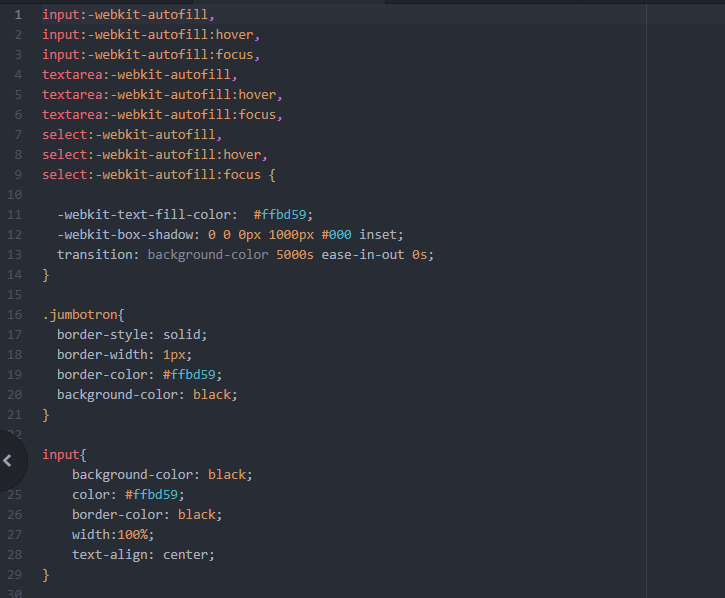 1 input:-webkit-autofill,
2 input:-webkit-autofill:hover,
3 input:-webkit-autofill:focus,
4 textarea:-webkit-autofill,
5 textarea:-webkit-autofill:hover,
6 textarea:-webkit-autofill:focus,
7 select:-webkit-autofill,
8 select:-webkit-autofill:hover,
9 select:-webkit-autofill:focus {
10
11   -webkit-text-fill-color:  #ffbd59;
12   -webkit-box-shadow: 0 0 0px 1000px #000 inset;
13   transition: background-color 5000s ease-in-out 0s;
14 }
15
16 .jumbotron{
17   border-style: solid;
18   border-width: 1px;
19   border-color: #ffbd59;
20   background-color: black;
21 }
22
input{
    background-color: black;
25     color: #ffbd59;
26     border-color: black;
27     width:100%;
28     text-align: center;
29 }
30